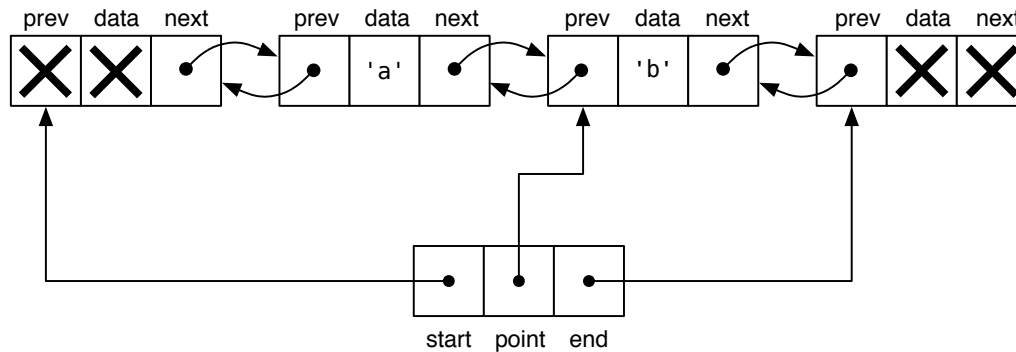 prev data next prev data next prev data next prev data next
'a' 'b'
start point end